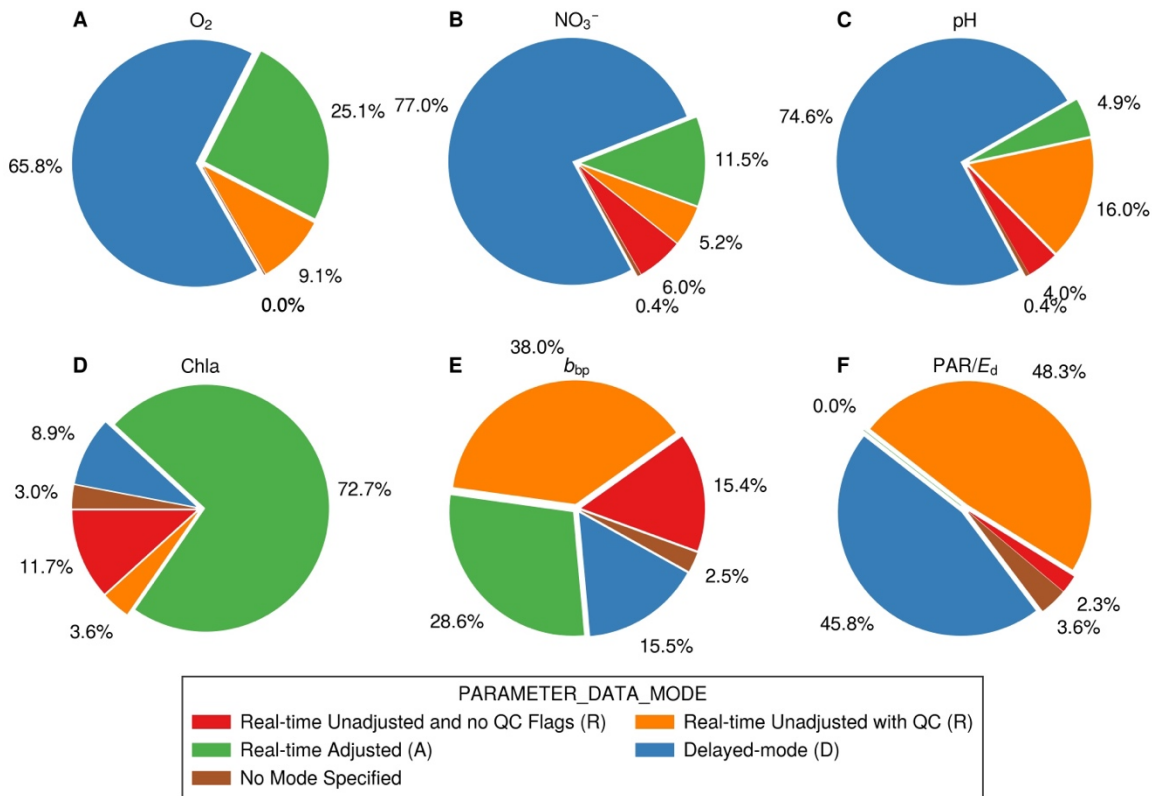 A
O₂
65.8%
25.1%
9.1%
0.0%
B
NO₃⁻
77.0%
11.5%
5.2%
6.0%
0.4%
C
pH
74.6%
4.9%
16.0%
4.0%
0.4%
D
Chla
8.9%
3.0%
11.7%
3.6%
72.7%
38.0%
E
b_bp
15.4%
2.5%
15.5%
28.6%
F
PAR/E_d
48.3%
0.0%
45.8%
2.3%
3.6%
PARAMETER_DATA_MODE
Real-time Unadjusted and no QC Flags (R)
Real-time Unadjusted with QC (R)
Real-time Adjusted (A)
Delayed-mode (D)
No Mode Specified